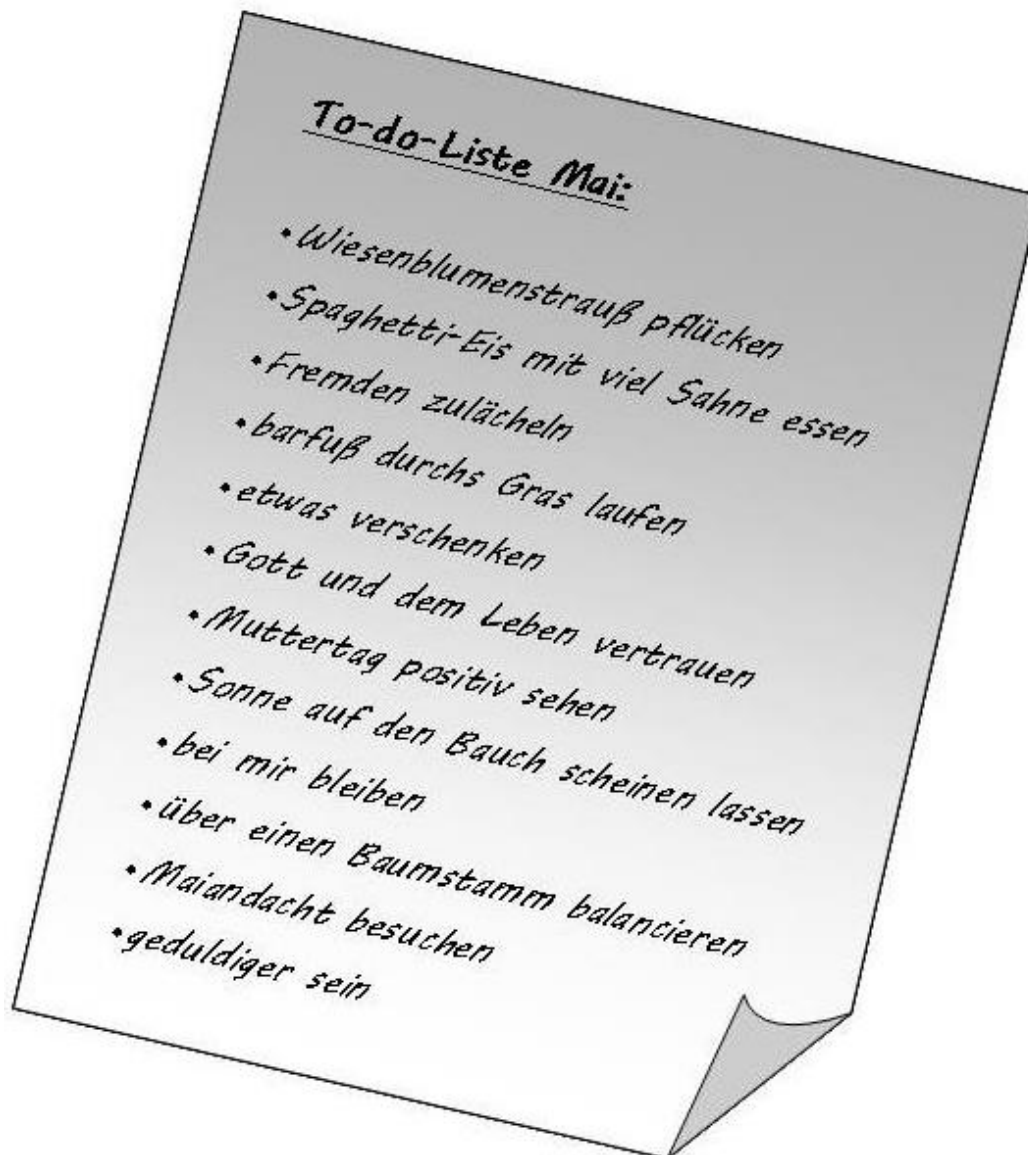 To-do-Liste Mai:
• Wiesenblumenstrauß pflücken
• Spaghetti-Eis mit viel Sahne essen
• Fremden zulächeln
• barfuß durchs Gras laufen
• etwas verschenken
• Gott und dem Leben vertrauen
• Muttertag positiv sehen
• Sonne auf den Bauch scheinen lassen
• bei mir bleiben
• über einen Baumstamm balancieren
• Maiandacht besuchen
• geduldiger sein